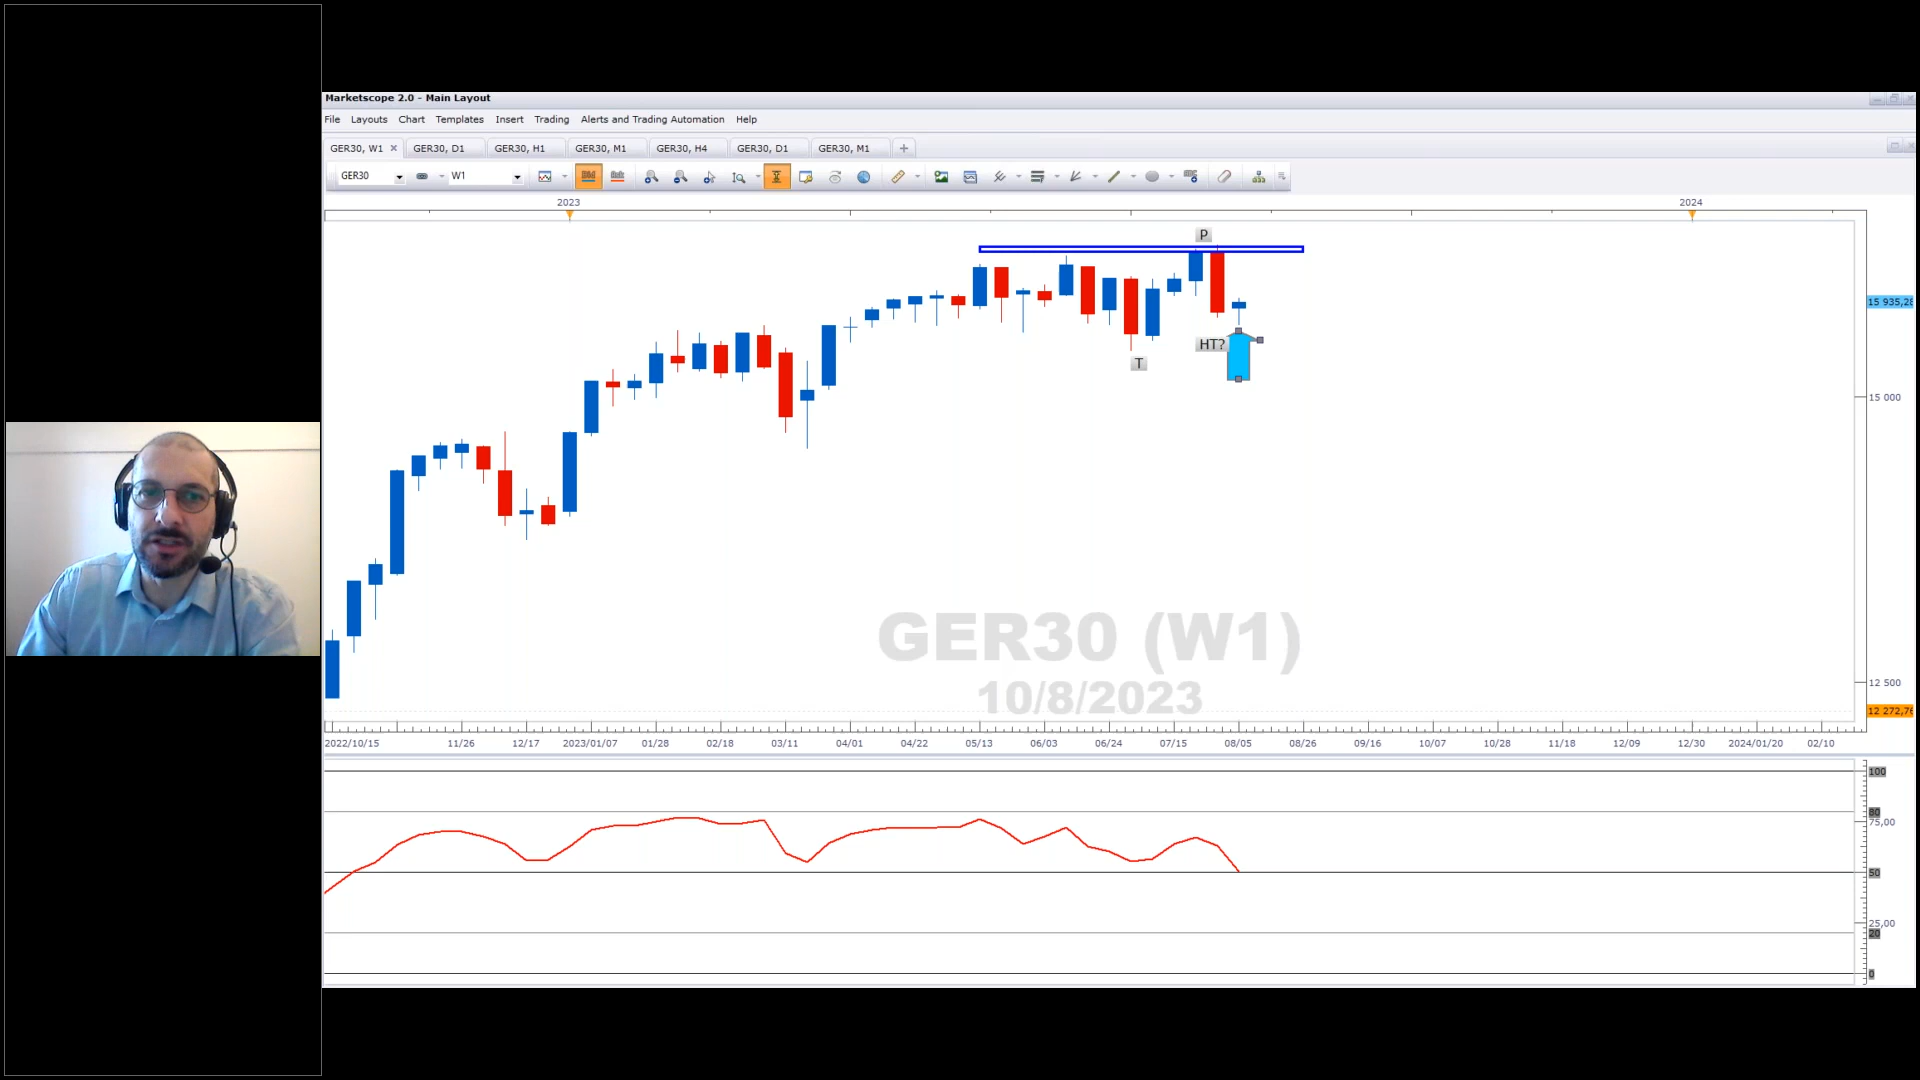 Marketscope 2.0 - Main Layout
File Layouts Chart Templates Insert Trading Alerts and Trading Automation Help
GER30, W1 GER30, D1 GER30, H1 GER30, M1 GER30, H4 GER30, D1 GER30, M1
GER30 W1
2023 2024
P
15 935,28
HT?
T
15 000
GER30 (W1)
10/8/2023
12 500
12 272,76
2022/10/15 11/26 12/17 2023/01/07 01/28 02/18 03/11 04/01 04/22 05/13 06/03 06/24 07/15 08/05 08/26 09/16 10/07 10/28 11/18 12/09 12/30 2024/01/20 02/10
100
80
75,00
50
25,00
20
0